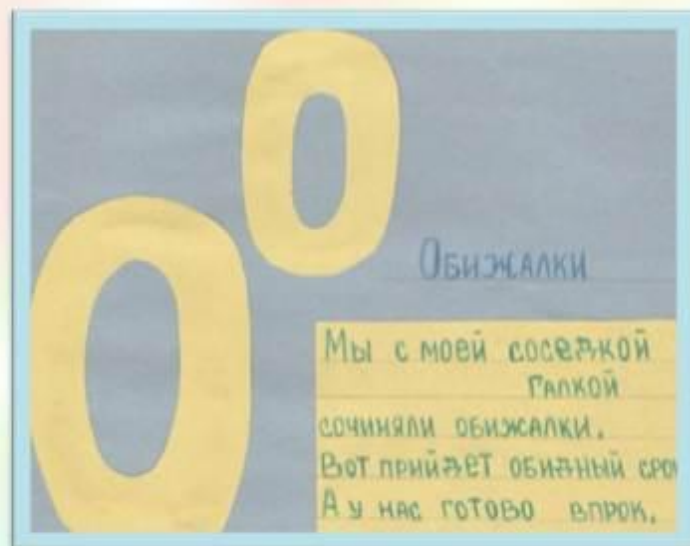 О
О
Обижалки
Мы с моей соседкой
Галкой
сочиняли обижалки.
Вот прийдет обидный
А у нас готово впрок.